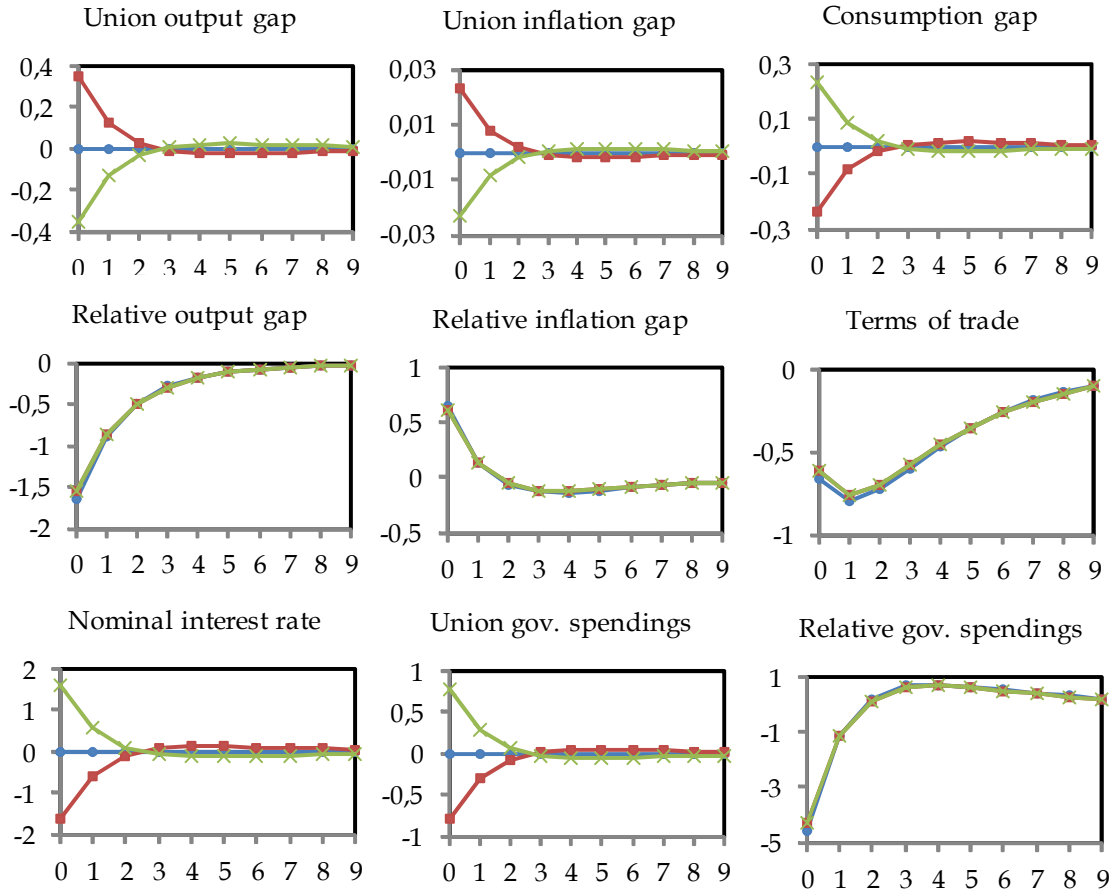 Union output gap
0,4
0,2
0
-0,2
-0,4
0 1 2 3 4 5 6 7 8 9
Union inflation gap
0,03
0,01
-0,01
-0,03
0 1 2 3 4 5 6 7 8 9
Consumption gap
0,3
0,1
-0,1
-0,3
0 1 2 3 4 5 6 7 8 9
Relative output gap
0
-0,5
-1
-1,5
-2
0 1 2 3 4 5 6 7 8 9
Relative inflation gap
1
0,5
0
-0,5
0 1 2 3 4 5 6 7 8 9
Terms of trade
0
-0,5
-1
0 1 2 3 4 5 6 7 8 9
Nominal interest rate
2
1
0
-1
-2
0 1 2 3 4 5 6 7 8 9
Union gov. spendings
1
0,5
0
-0,5
-1
0 1 2 3 4 5 6 7 8 9
Relative gov. spendings
1
-1
-3
-5
0 1 2 3 4 5 6 7 8 9